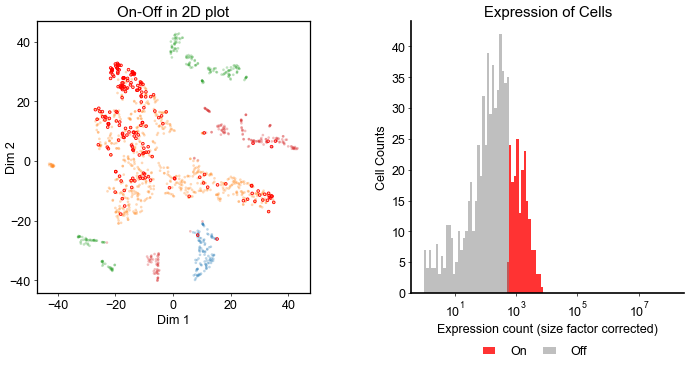 On-Off in 2D plot
Dim 2
40
20
0
−20
−40
−40 −20 0 20 40
Dim 1
Expression of Cells
Cell Counts
40
35
30
25
20
15
10
5
0
10^1 10^3 10^5 10^7
Expression count (size factor corrected)
On Off